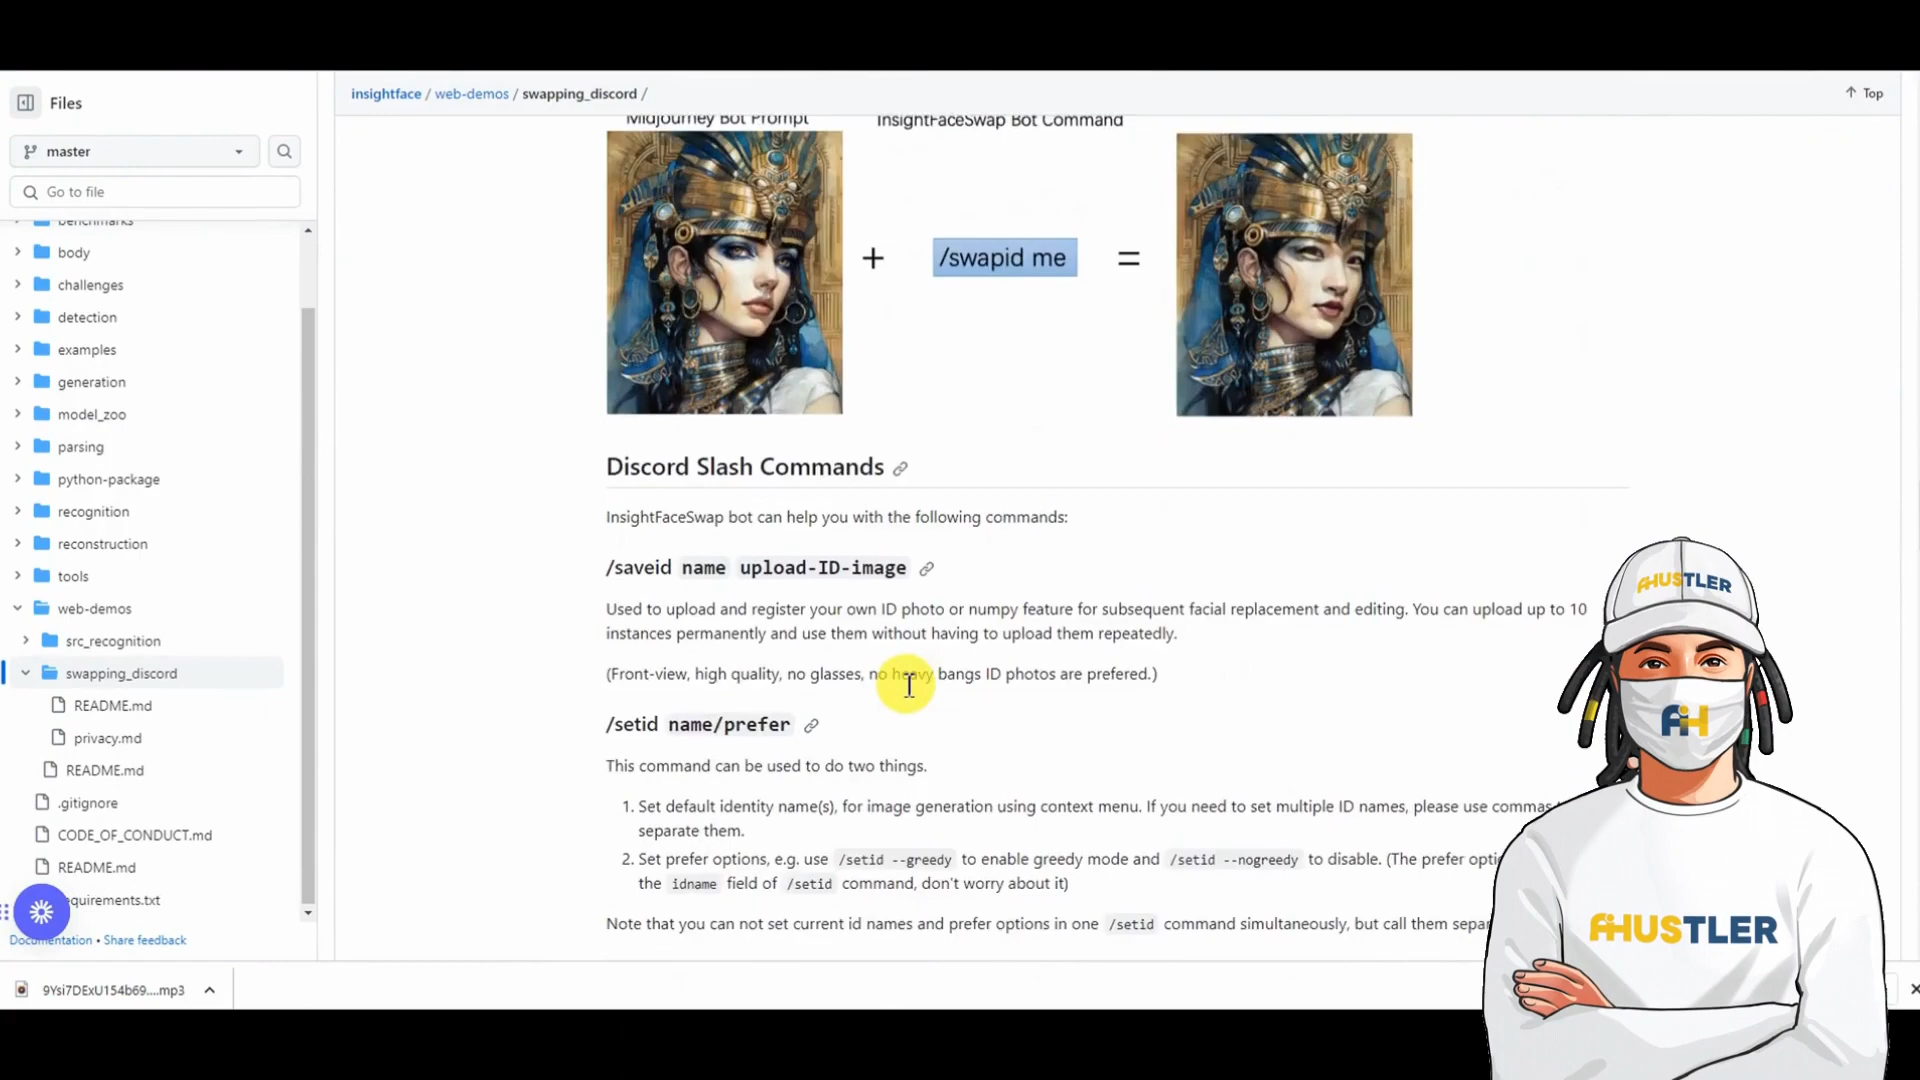 Files
master
Go to file
benchmarks
body
challenges
detection
examples
generation
model_zoo
parsing
python-package
recognition
reconstruction
tools
web-demos
src_recognition
swapping_discord
README.md
privacy.md
README.md
.gitignore
CODE_OF_CONDUCT.md
README.md
equirements.txt
Documentation • Share feedback
insightface / web-demos / swapping_discord /
Top
Midjourney Bot Prompt
InsightFaceSwap Bot Command
+ /swapid me =
Discord Slash Commands
InsightFaceSwap bot can help you with the following commands:
/saveid name upload-ID-image
Used to upload and register your own ID photo or numpy feature for subsequent facial replacement and editing. You can upload up to 10
instances permanently and use them without having to upload them repeatedly.
(Front-view, high quality, no glasses, no heavy bangs ID photos are prefered.)
/setid name/prefer
This command can be used to do two things.
1. Set default identity name(s), for image generation using context menu. If you need to set multiple ID names, please use commas
separate them.
2. Set prefer options, e.g. use /setid --greedy to enable greedy mode and /setid --nogreedy to disable. (The prefer opti
the idname field of /setid command, don't worry about it)
Note that you can not set current id names and prefer options in one /setid command simultaneously, but call them sepa
9Ysi7DExU154b69....mp3
AIHUSTLER
AIH
AIHUSTLER